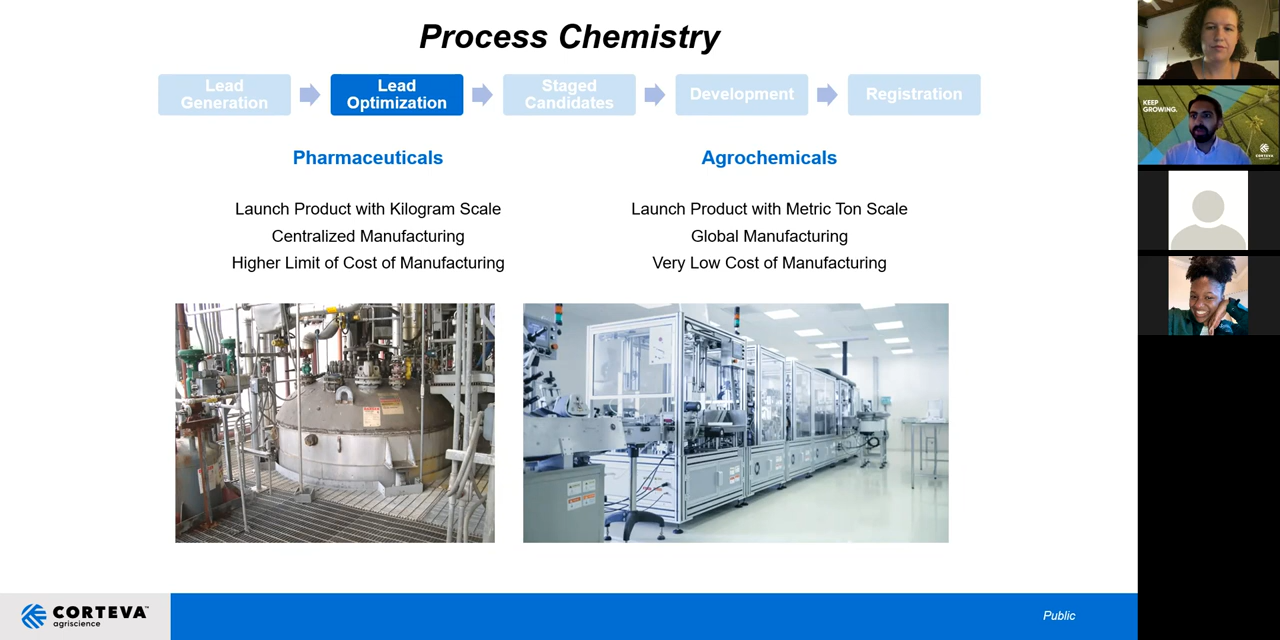 Process Chemistry
Lead
Generation
Lead
Optimization
Staged
Candidates
Development
Registration
Pharmaceuticals
Launch Product with Kilogram Scale
Centralized Manufacturing
Higher Limit of Cost of Manufacturing
Agrochemicals
Launch Product with Metric Ton Scale
Global Manufacturing
Very Low Cost of Manufacturing
CORTEVA™
agriscience
Public
KEEP
GROWING.
CORTEVA